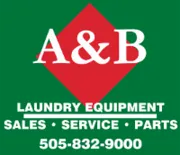 A&B
LAUNDRY EQUIPMENT
SALES • SERVICE • PARTS
505-832-9000